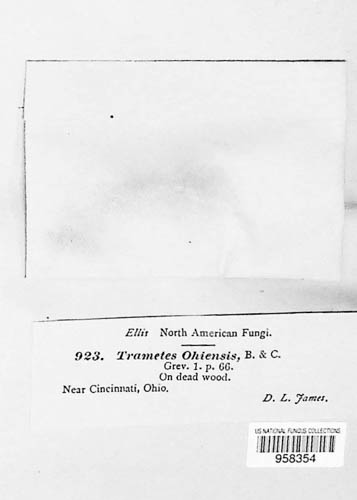 Ellis North American Fungi.
923. Trametes Ohiensis, B. & C.
Grev. 1. p. 66.
On dead wood.
Near Cincinnati, Ohio.
D. L. James.
US NATIONAL FUNGUS COLLECTIONS
958354